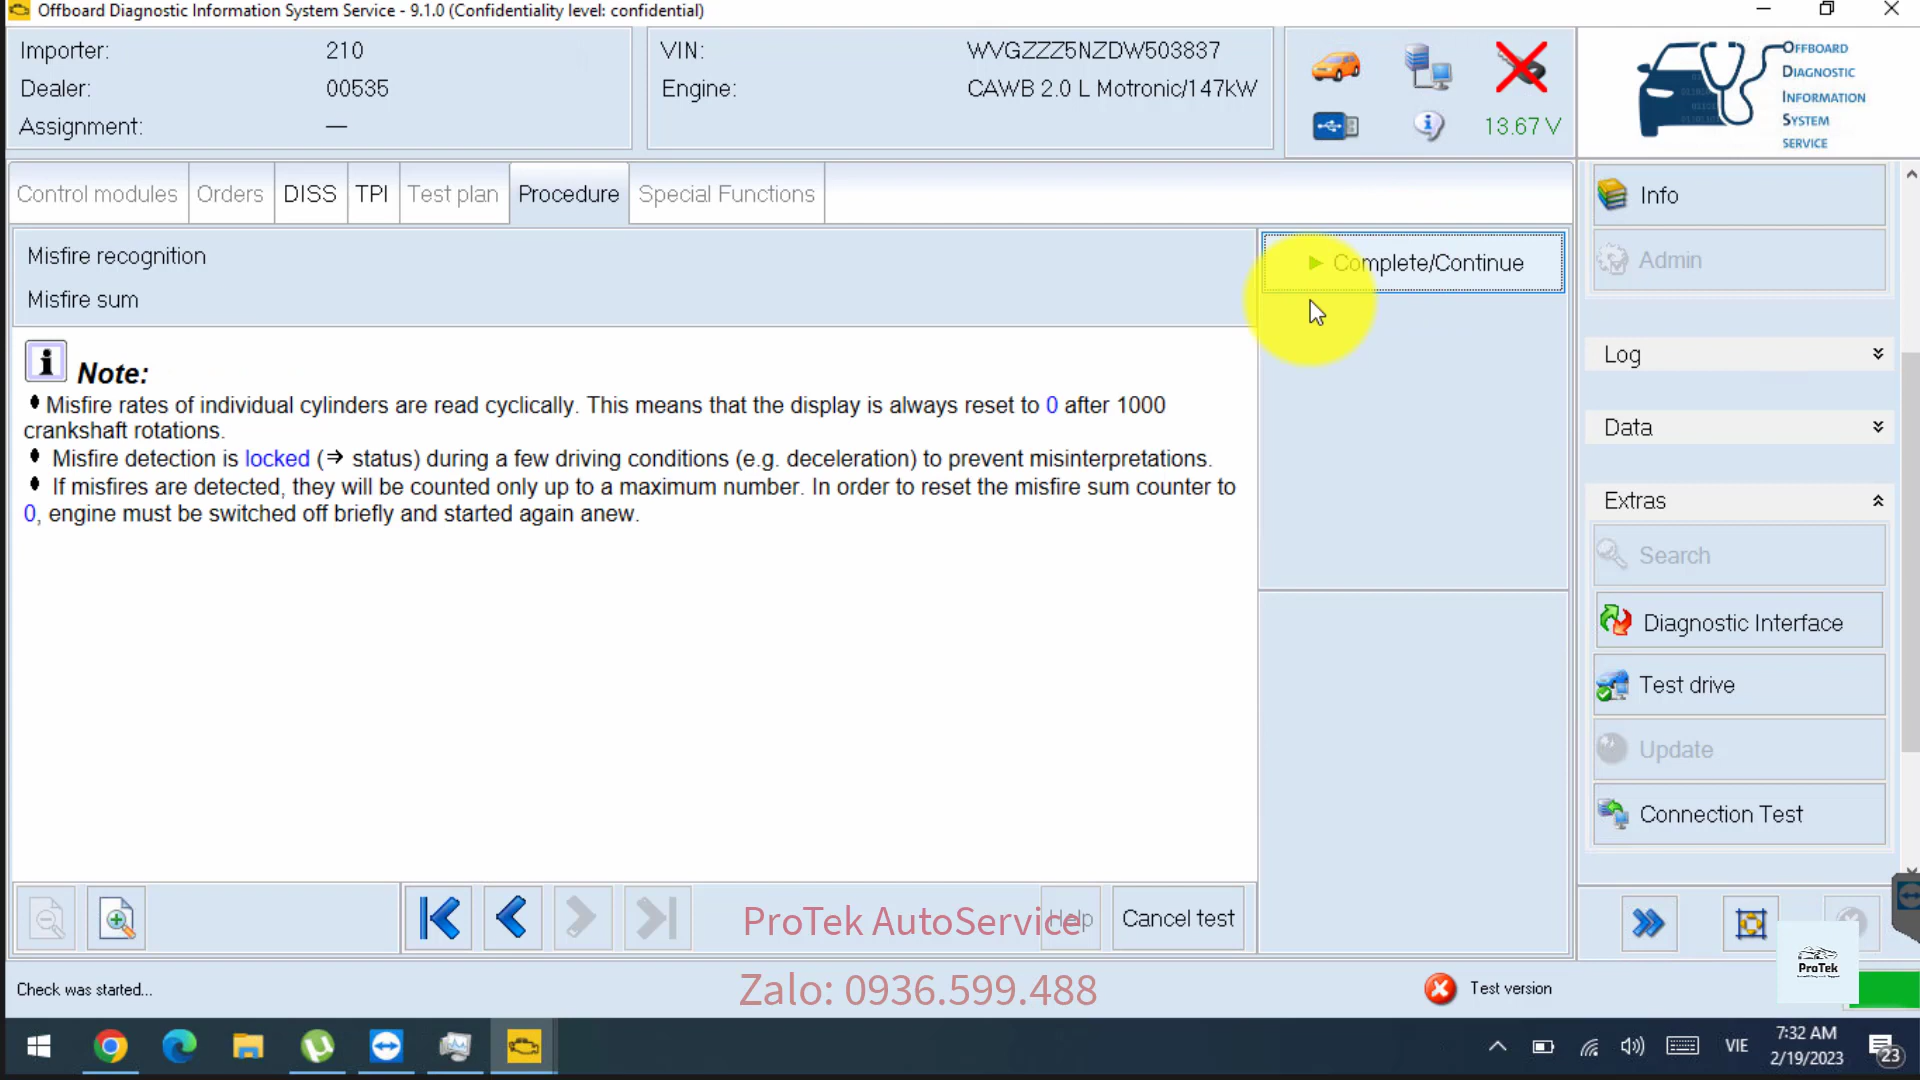 Offboard Diagnostic Information System Service - 9.1.0 (Confidentiality level: confidential)
Importer: 210
Dealer: 00535
Assignment: —
VIN: WVGZZZ5NZDW503837
Engine: CAWB 2.0 L Motronic/147kW
13.67 V
OFFBOARD
DIAGNOSTIC
INFORMATION
SYSTEM
SERVICE
Control modules
Orders
DISS
TPI
Test plan
Procedure
Special Functions
Misfire recognition
Misfire sum
Complete/Continue
Note:
Misfire rates of individual cylinders are read cyclically. This means that the display is always reset to 0 after 1000
crankshaft rotations.
Misfire detection is locked (→ status) during a few driving conditions (e.g. deceleration) to prevent misinterpretations.
If misfires are detected, they will be counted only up to a maximum number. In order to reset the misfire sum counter to
0, engine must be switched off briefly and started again anew.
Info
Admin
Log
Data
Extras
Search
Diagnostic Interface
Test drive
Update
Connection Test
ProTek AutoService
Help
Cancel test
Zalo: 0936.599.488
ProTek
Check was started...
Test version
VIE
7:32 AM
2/19/2023
23